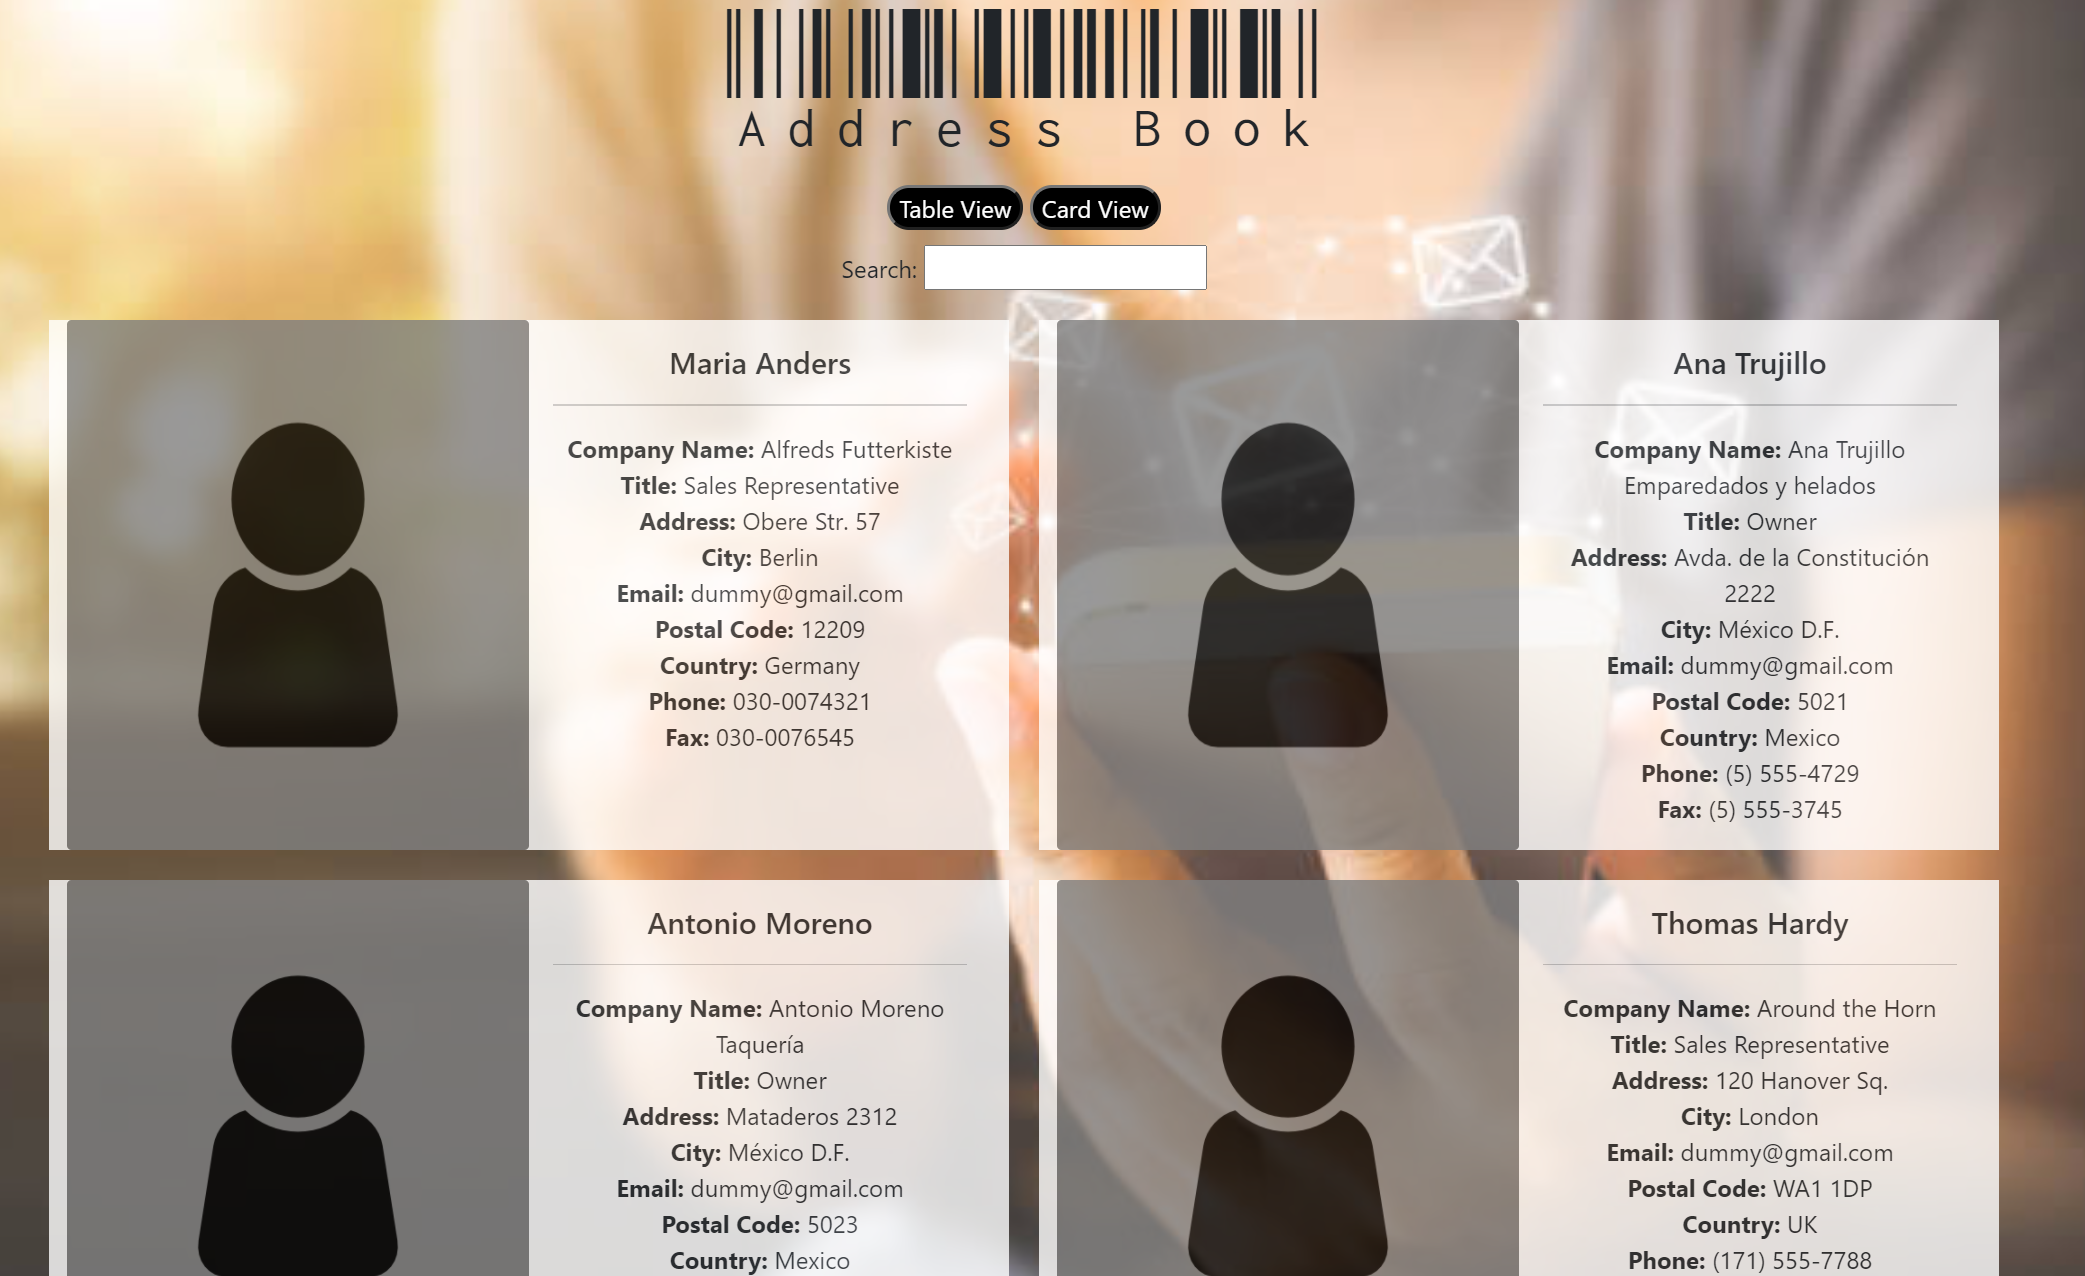 Address Book
Table View Card View
Search:
Maria Anders
Company Name: Alfreds Futterkiste
Title: Sales Representative
Address: Obere Str. 57
City: Berlin
Email: dummy@gmail.com
Postal Code: 12209
Country: Germany
Phone: 030-0074321
Fax: 030-0076545
Ana Trujillo
Company Name: Ana Trujillo
Emparedados y helados
Title: Owner
Address: Avda. de la Constitución
2222
City: México D.F.
Email: dummy@gmail.com
Postal Code: 5021
Country: Mexico
Phone: (5) 555-4729
Fax: (5) 555-3745
Antonio Moreno
Company Name: Antonio Moreno
Taquería
Title: Owner
Address: Mataderos 2312
City: México D.F.
Email: dummy@gmail.com
Postal Code: 5023
Country: Mexico
Thomas Hardy
Company Name: Around the Horn
Title: Sales Representative
Address: 120 Hanover Sq.
City: London
Email: dummy@gmail.com
Postal Code: WA1 1DP
Country: UK
Phone: (171) 555-7788